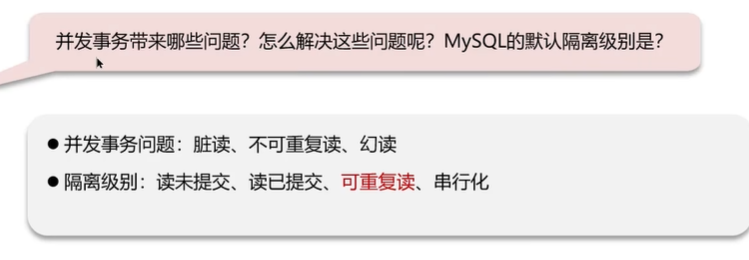 并发事务带来哪些问题？怎么解决这些问题呢？MySQL的默认隔离级别是？
● 并发事务问题：脏读、不可重复读、幻读
● 隔离级别：读未提交、读已提交、可重复读、串行化